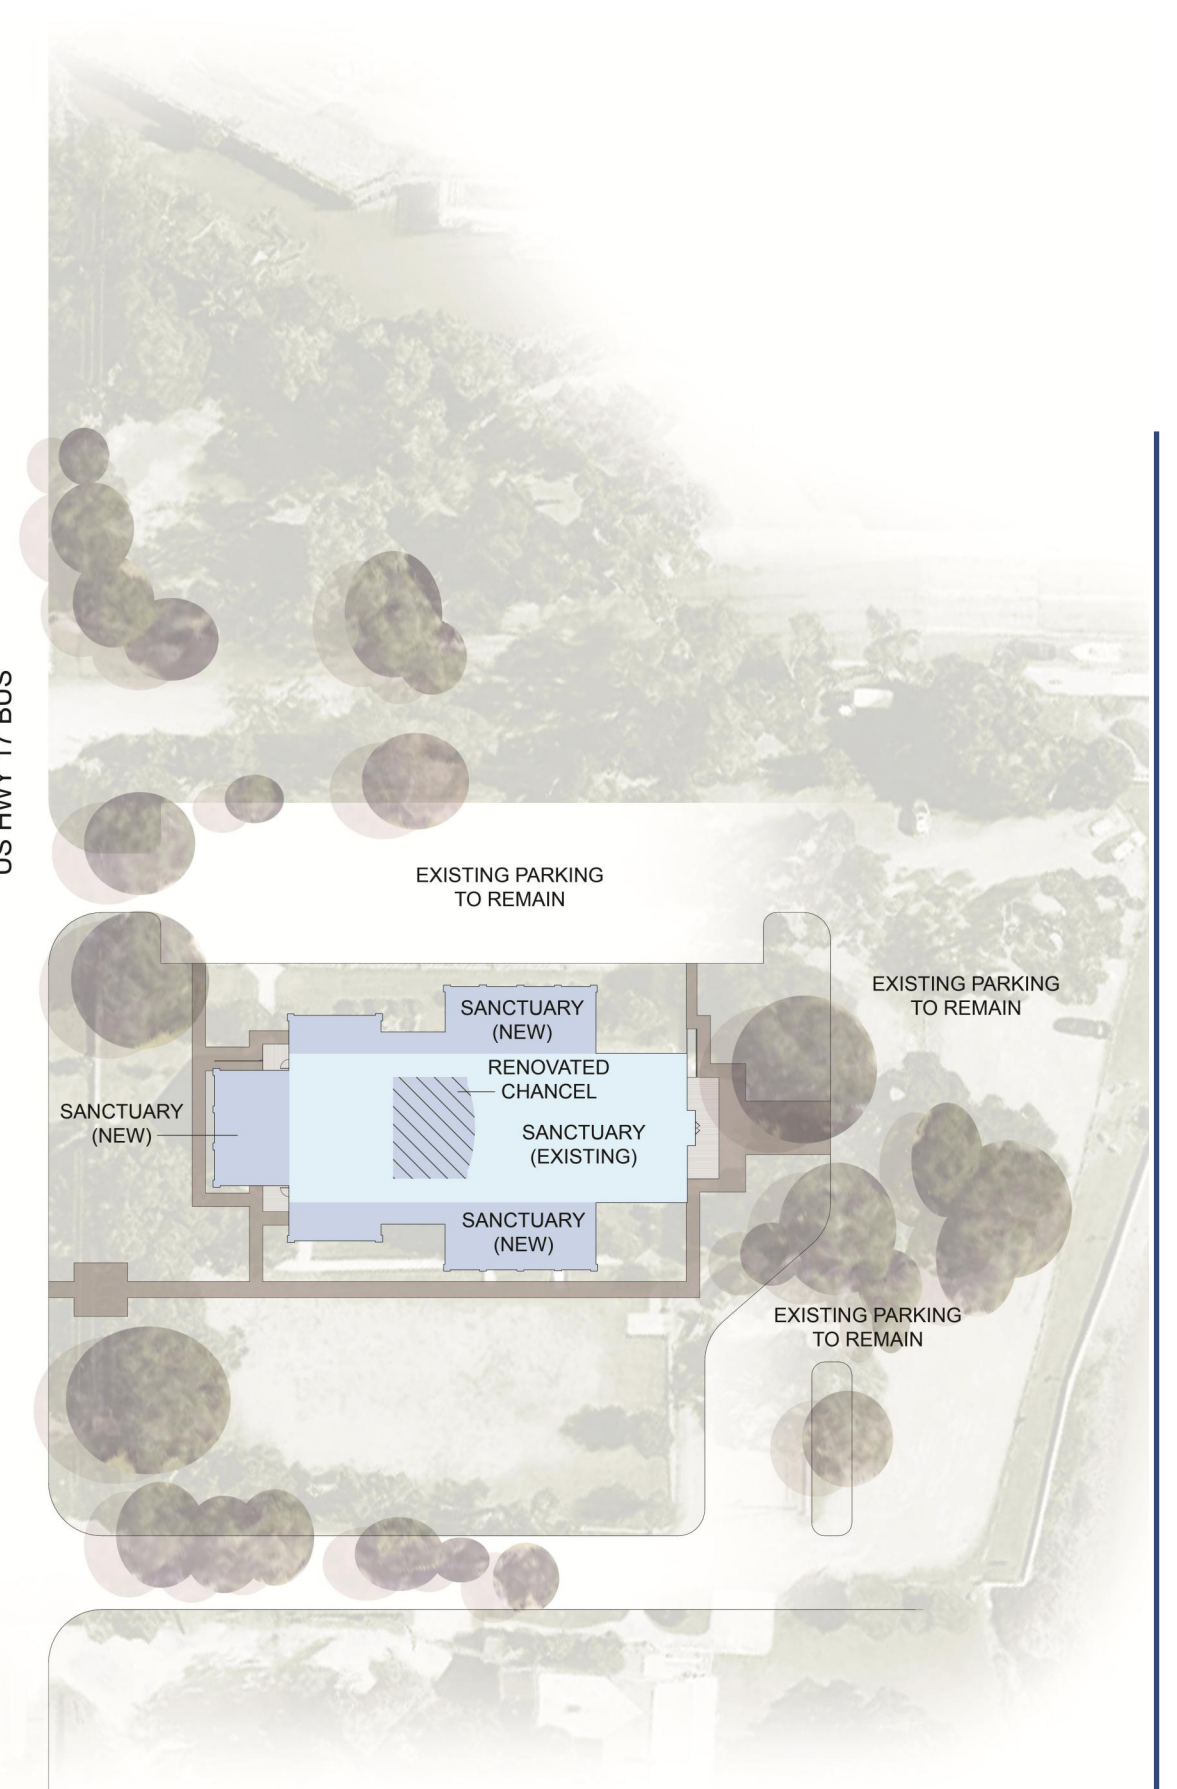 US HWY 17 BUS
EXISTING PARKING
TO REMAIN
EXISTING PARKING
TO REMAIN
SANCTUARY
(NEW)
RENOVATED
CHANCEL
SANCTUARY
(NEW)
SANCTUARY
(EXISTING)
SANCTUARY
(NEW)
EXISTING PARKING
TO REMAIN